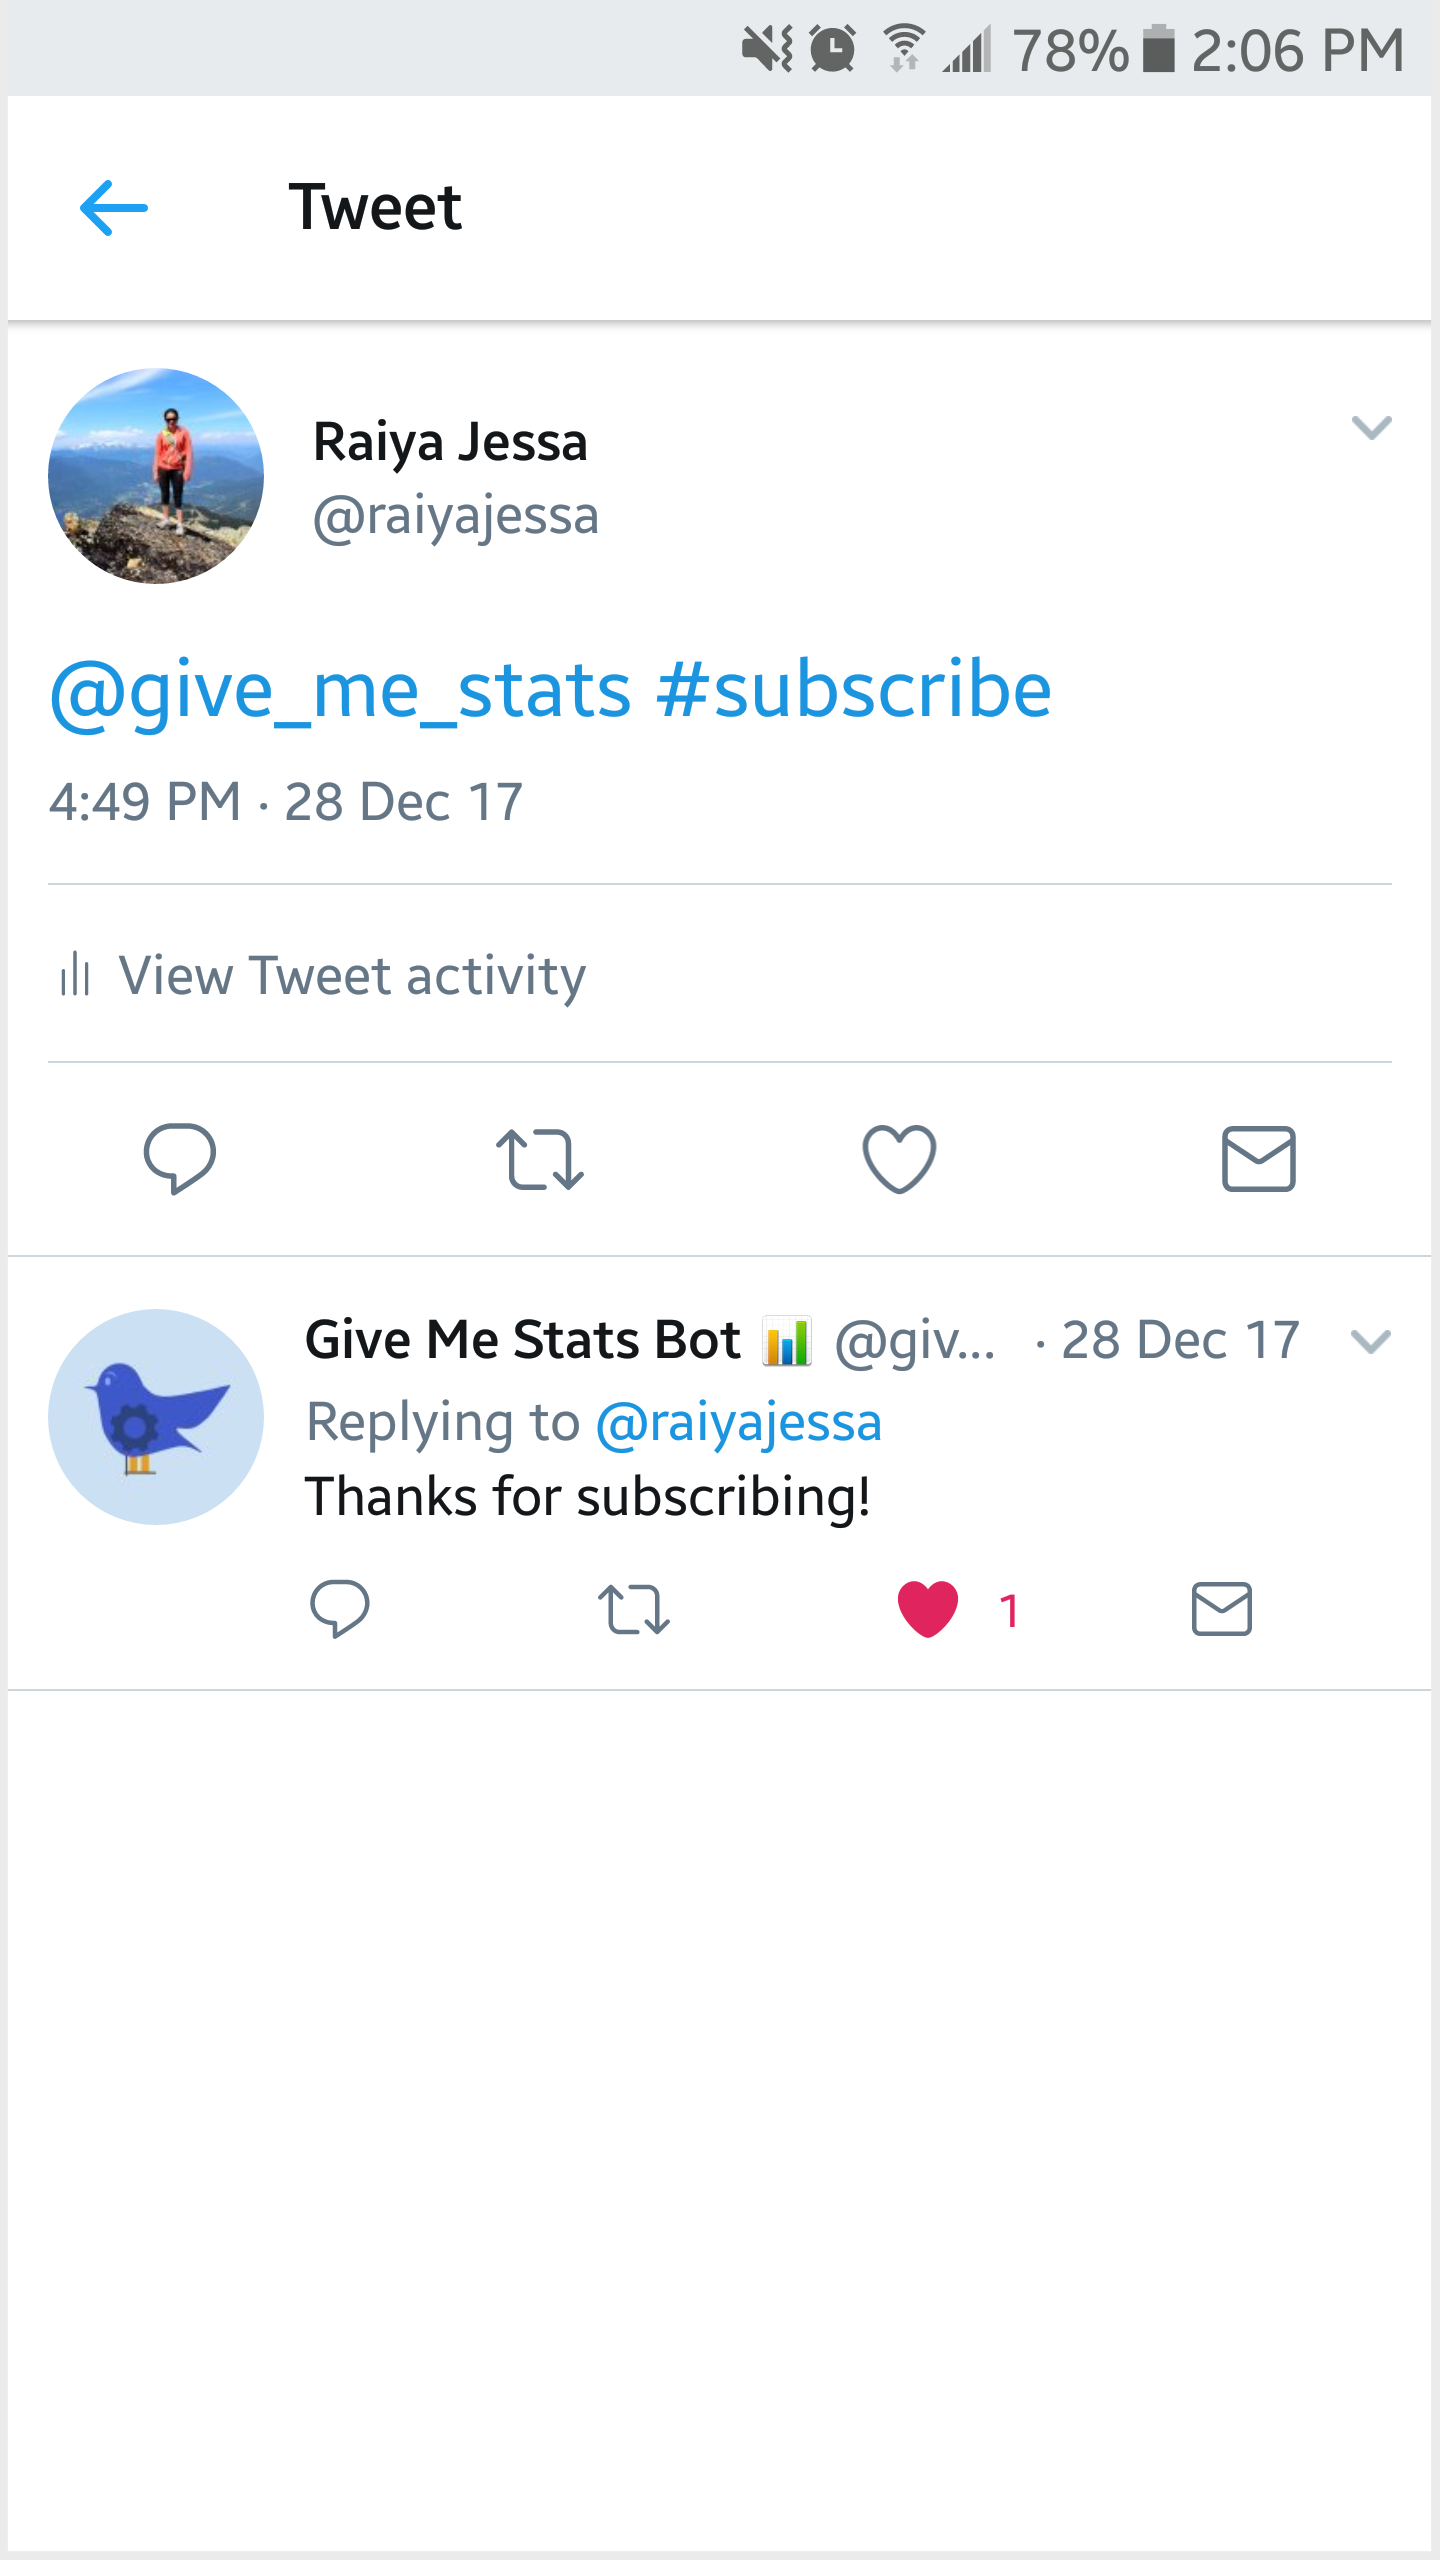 78% 2:06 PM
Tweet
Raiya Jessa
@raiyajessa
@give_me_stats #subscribe
4:49 PM · 28 Dec 17
View Tweet activity
Give Me Stats Bot 📊 @giv... · 28 Dec 17
Replying to @raiyajessa
Thanks for subscribing!
1